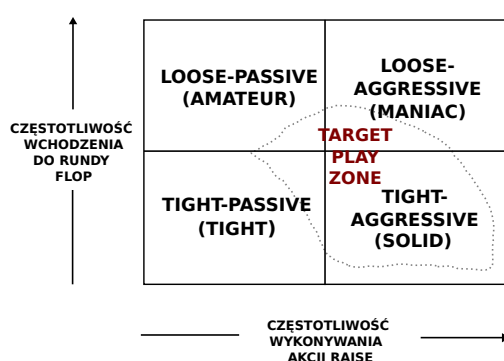 LOOSE-PASSIVE
(AMATEUR)
LOOSE-
AGGRESSIVE
(MANIAC)
TARGET
PLAY
ZONE
CZĘSTOTLIWOŚĆ
WCHODZENIA
DO RUNDY
FLOP
TIGHT-PASSIVE
(TIGHT)
TIGHT-
AGGRESSIVE
(SOLID)
CZĘSTOTLIWOŚĆ
WYKONYWANIA
AKCJI RAISE